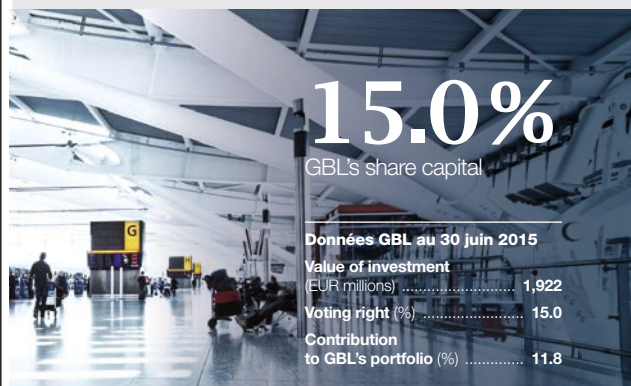 15.0%
GBL's share capital
Données GBL au 30 juin 2015
Value of investment
(EUR millions) .......................... 1,922
Voting right (%) ....................... 15.0
Contribution
to GBL's portfolio (%) ............. 11.8
G